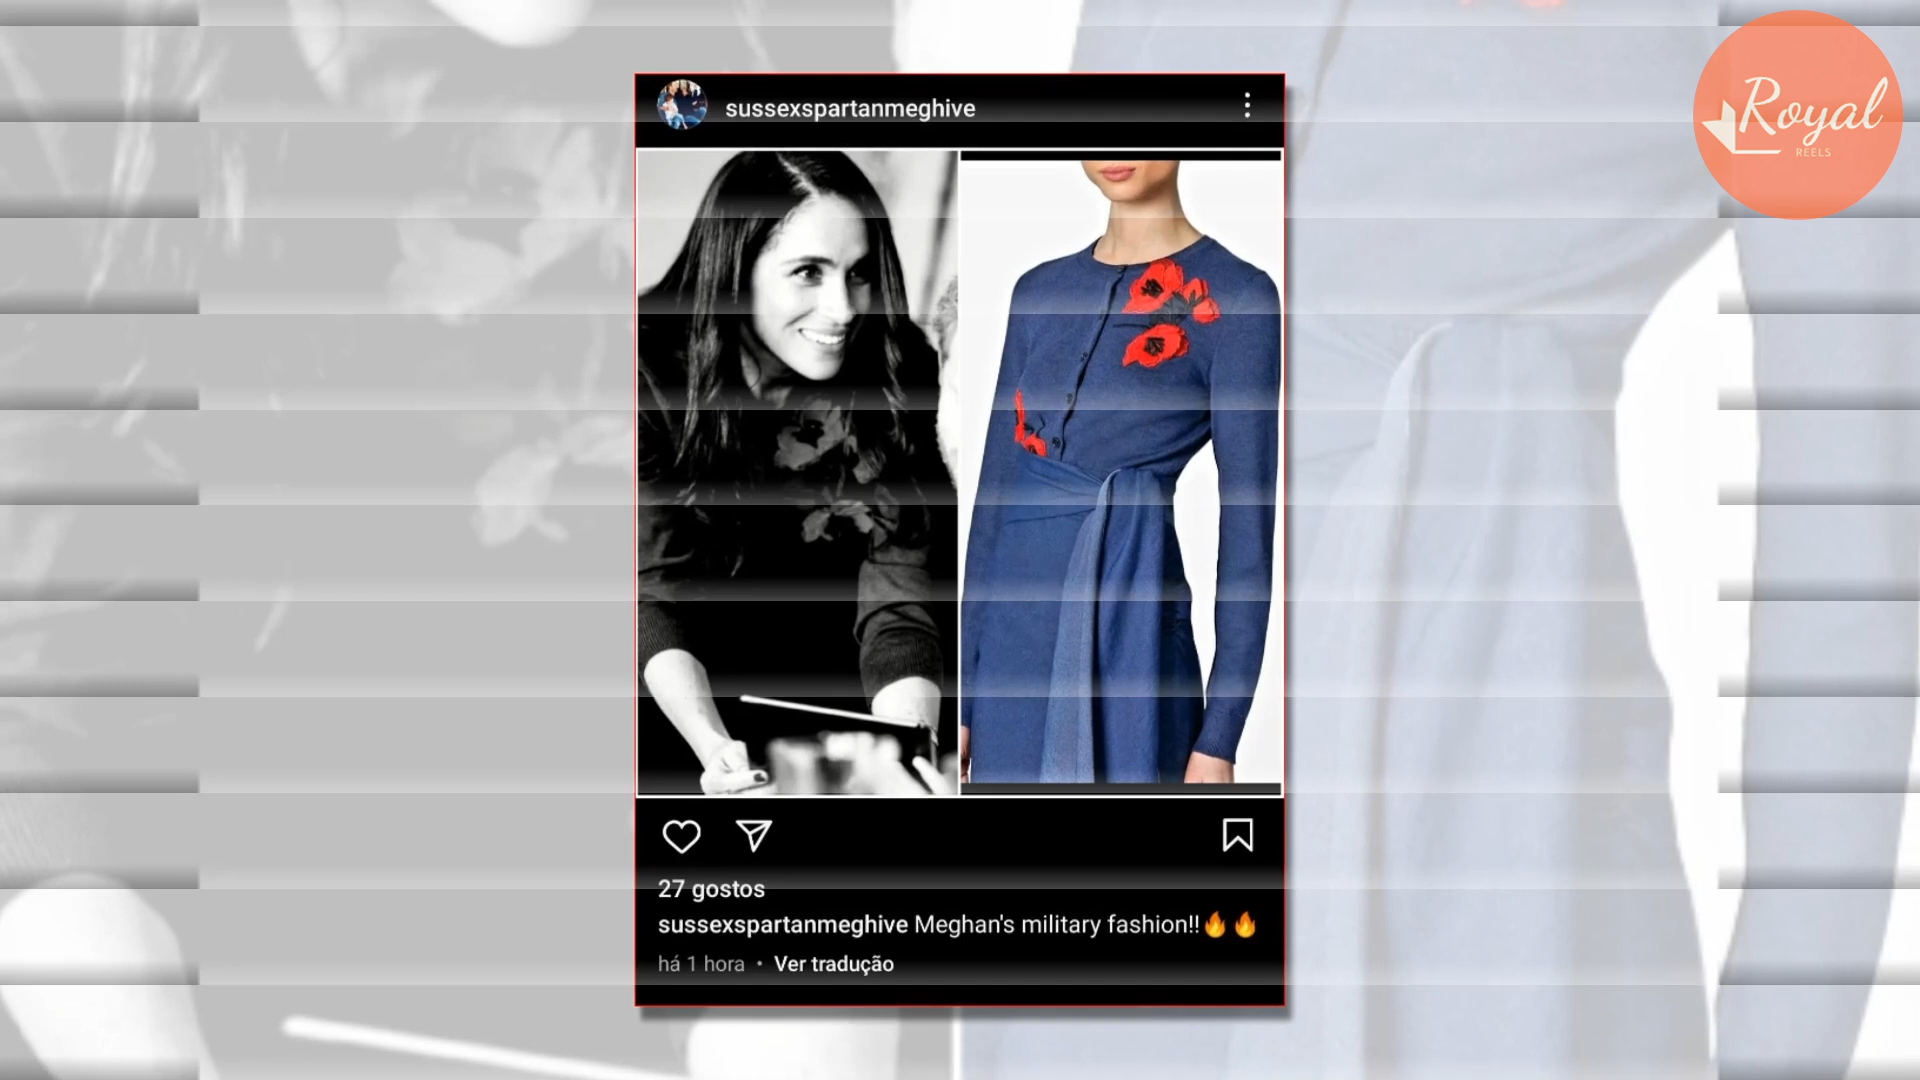 sussexspartanmeghive
Royal
REELS
27 gostos
sussexspartanmeghive Meghan's military fashion!!🔥🔥
há 1 hora • Ver tradução